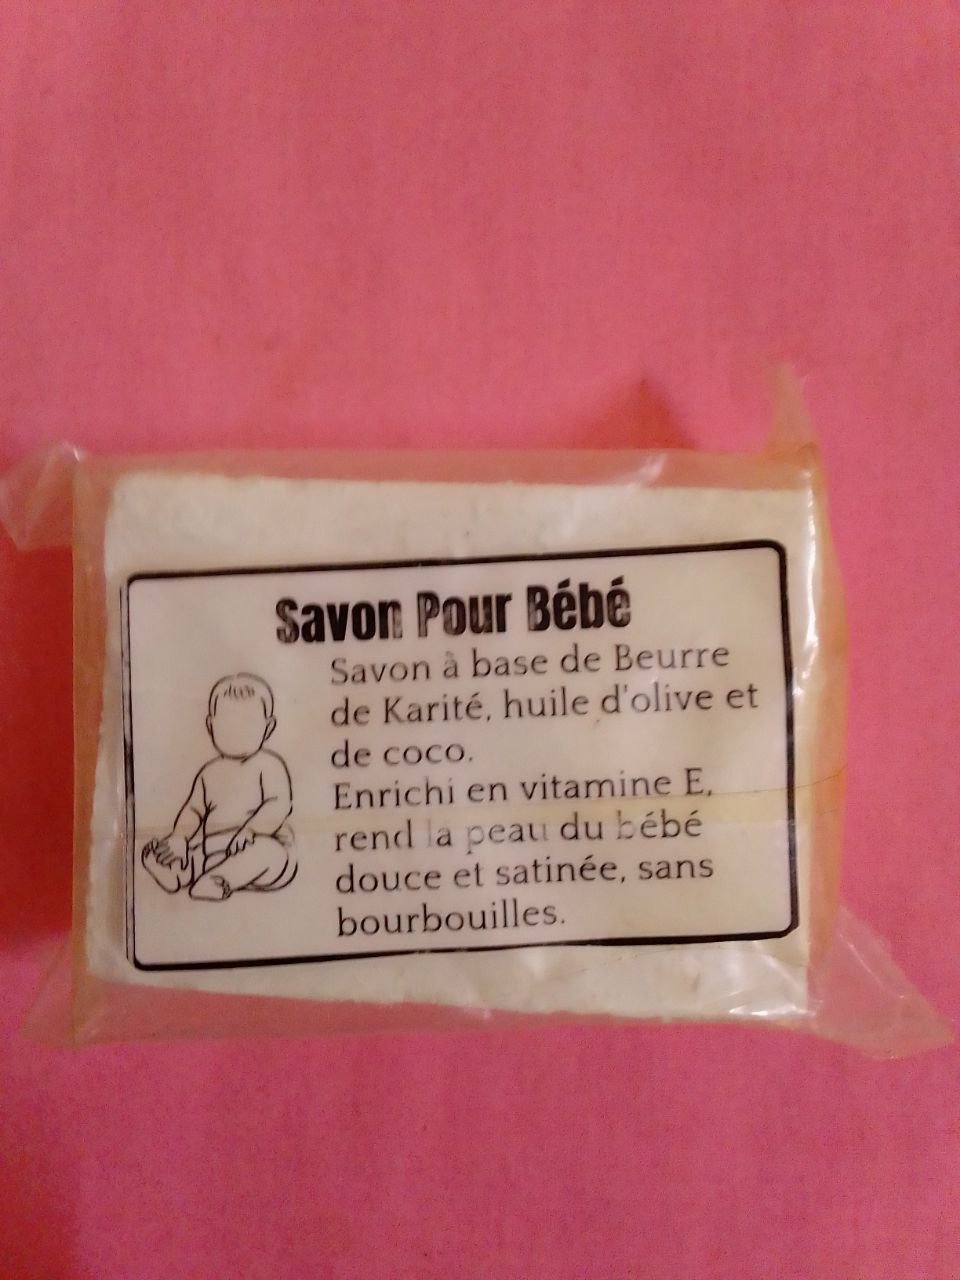 Savon Pour Bébé
Savon à base de Beurre
de Karité, huile d'olive et
de coco.
Enrichi en vitamine E,
rend la peau du bébé
douce et satinée, sans
bourbouilles.